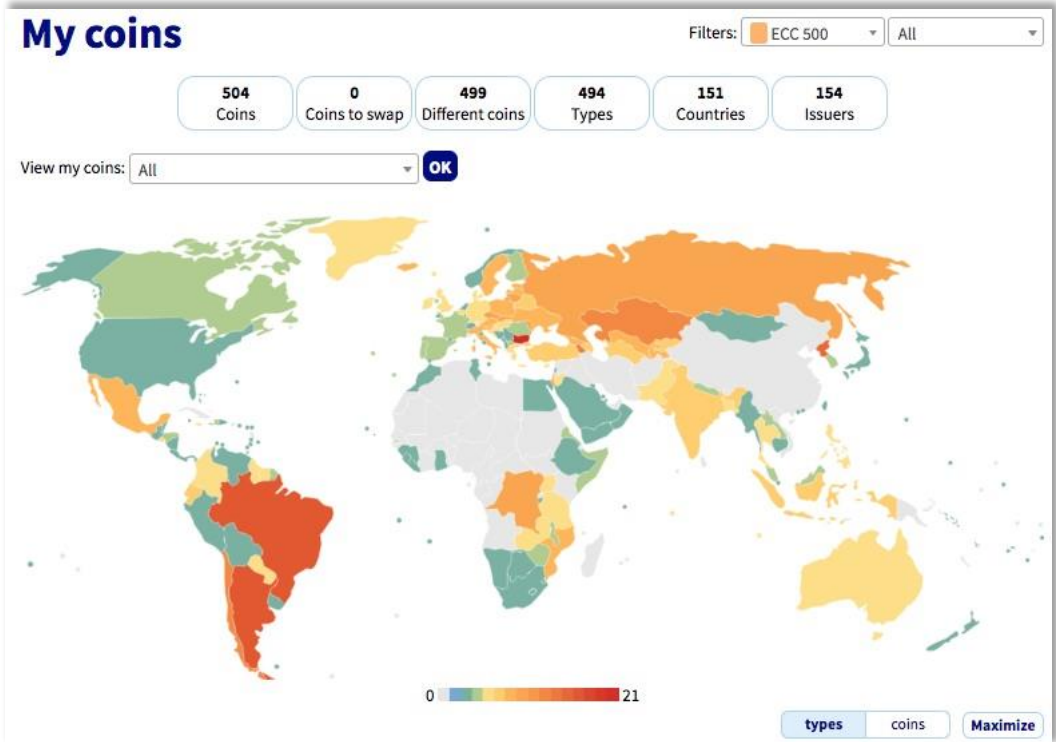 My coins
Filters: ECC 500 All
504 0 499 494 151 154
Coins Coins to swap Different coins Types Countries Issuers
View my coins: All OK
0 21
types coins Maximize